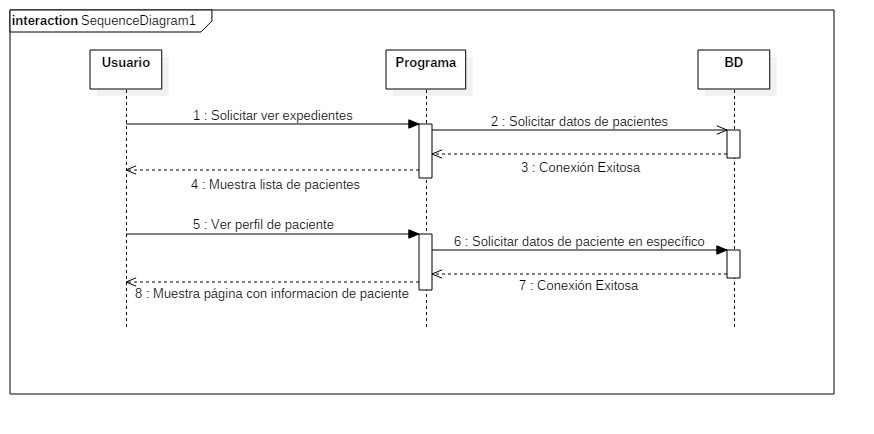 interaction SequenceDiagram1
Usuario
Programa
BD
1 : Solicitar ver expedientes
2 : Solicitar datos de pacientes
3 : Conexión Exitosa
4 : Muestra lista de pacientes
5 : Ver perfil de paciente
6 : Solicitar datos de paciente en específico
7 : Conexión Exitosa
8 : Muestra página con informacion de paciente